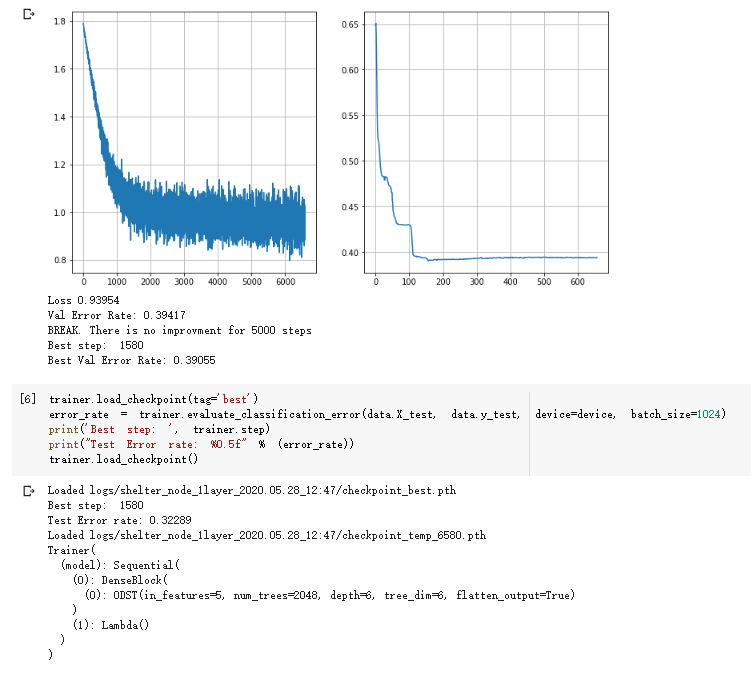 1.8
1.6
1.4
1.2
1.0
0.8
0 1000 2000 3000 4000 5000 6000
0.65
0.60
0.55
0.50
0.45
0.40
0 100 200 300 400 500 600
Loss 0.93954
Val Error Rate: 0.39417
BREAK. There is no improvment for 5000 steps
Best step:  1580
Best Val Error Rate: 0.39055
[6] trainer.load_checkpoint(tag='best')
error_rate = trainer.evaluate_classification_error(data.X_test, data.y_test, device=device, batch_size=1024)
print('Best step: ', trainer.step)
print("Test Error rate: %0.5f" % (error_rate))
trainer.load_checkpoint()
Loaded logs/shelter_node_1layer_2020.05.28_12:47/checkpoint_best.pth
Best step:  1580
Test Error rate: 0.32289
Loaded logs/shelter_node_1layer_2020.05.28_12:47/checkpoint_temp_6580.pth
Trainer(
  (model): Sequential(
    (0): DenseBlock(
      (0): ODST(in_features=5, num_trees=2048, depth=6, tree_dim=6, flatten_output=True)
    )
    (1): Lambda()
  )
)